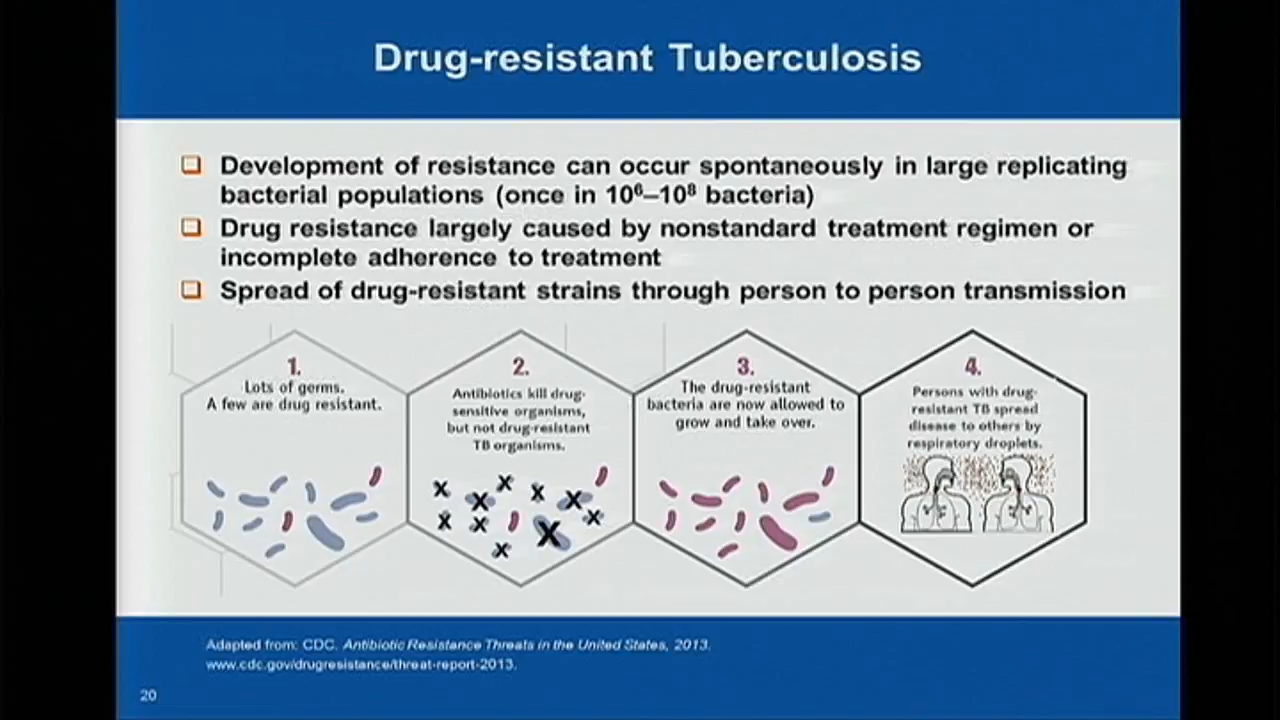 Drug-resistant Tuberculosis
Development of resistance can occur spontaneously in large replicating
bacterial populations (once in 10⁶–10⁸ bacteria)
Drug resistance largely caused by nonstandard treatment regimen or
incomplete adherence to treatment
Spread of drug-resistant strains through person to person transmission
1.
Lots of germs.
A few are drug resistant.
2.
Antibiotics kill drug-
sensitive organisms,
but not drug-resistant
TB organisms.
3.
The drug-resistant
bacteria are now allowed to
grow and take over.
4.
Persons with drug-
resistant TB spread
disease to others by
respiratory droplets.
Adapted from: CDC. Antibiotic Resistance Threats in the United States, 2013.
www.cdc.gov/drugresistance/threat-report-2013.
20